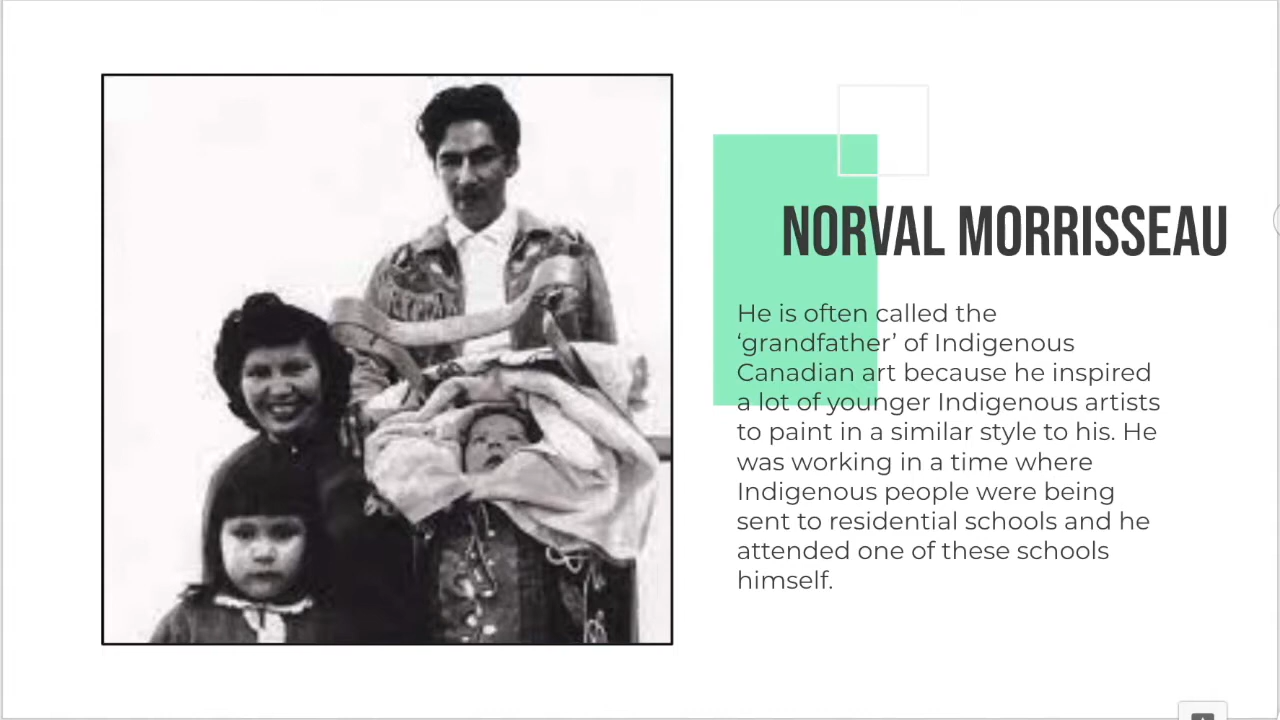 NORVAL MORRISSEAU
He is often called the
‘grandfather’ of Indigenous
Canadian art because he inspired
a lot of younger Indigenous artists
to paint in a similar style to his. He
was working in a time where
Indigenous people were being
sent to residential schools and he
attended one of these schools
himself.